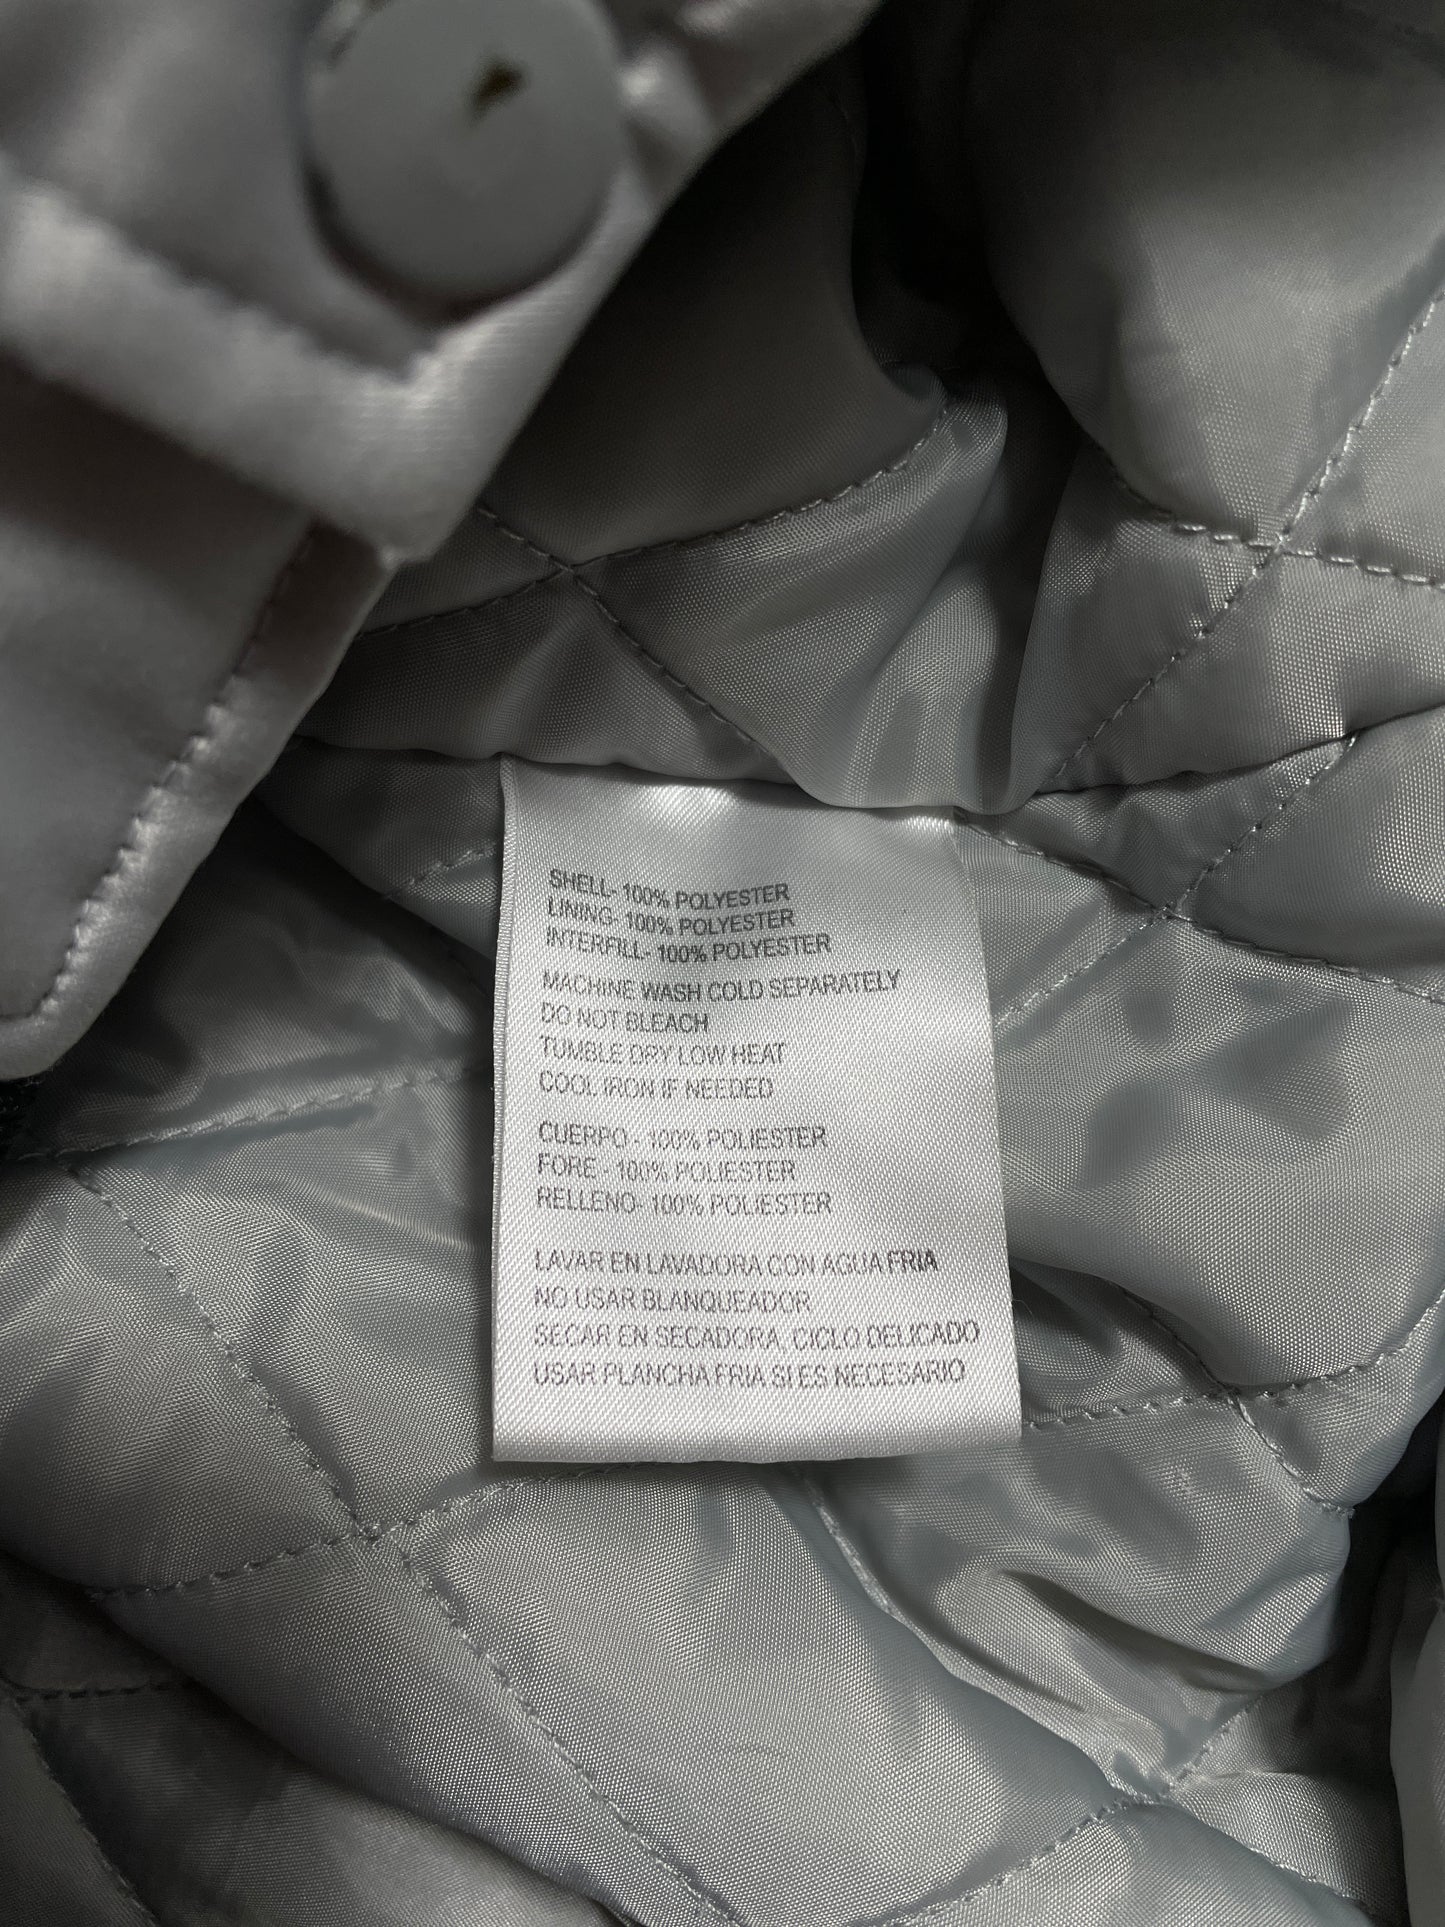 SHELL- 100% POLYESTER
LINING- 100% POLYESTER
INTERFILL- 100% POLYESTER
MACHINE WASH COLD SEPARATELY
DO NOT BLEACH
TUMBLE DRY LOW HEAT
COOL IRON IF NEEDED
CUERPO - 100% POLIESTER
FORE - 100% POLIESTER
RELLENO- 100% POLIESTER
LAVAR EN LAVADORA CON AGUA FRIA
NO USAR BLANQUEADOR
SECAR EN SECADORA, CICLO DELICADO
USAR PLANCHA FRIA SI ES NECESARIO